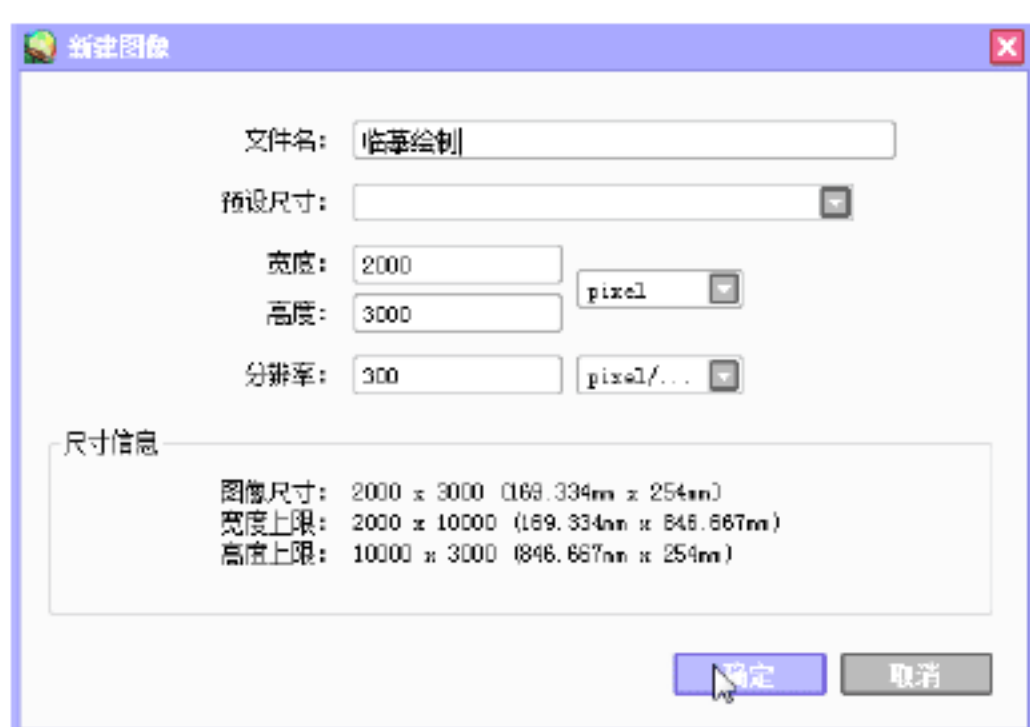 新建图像
文件名: 临摹绘制
预设尺寸:
宽度: 2000
pixel
高度: 3000
分辨率: 300 pixel/...
尺寸信息
图像尺寸: 2000 x 3000 (169.334mm x 254mm)
宽度上限: 2000 x 10000 (169.334mm x 846.667mm)
高度上限: 10000 x 3000 (846.667mm x 254mm)
确定 取消